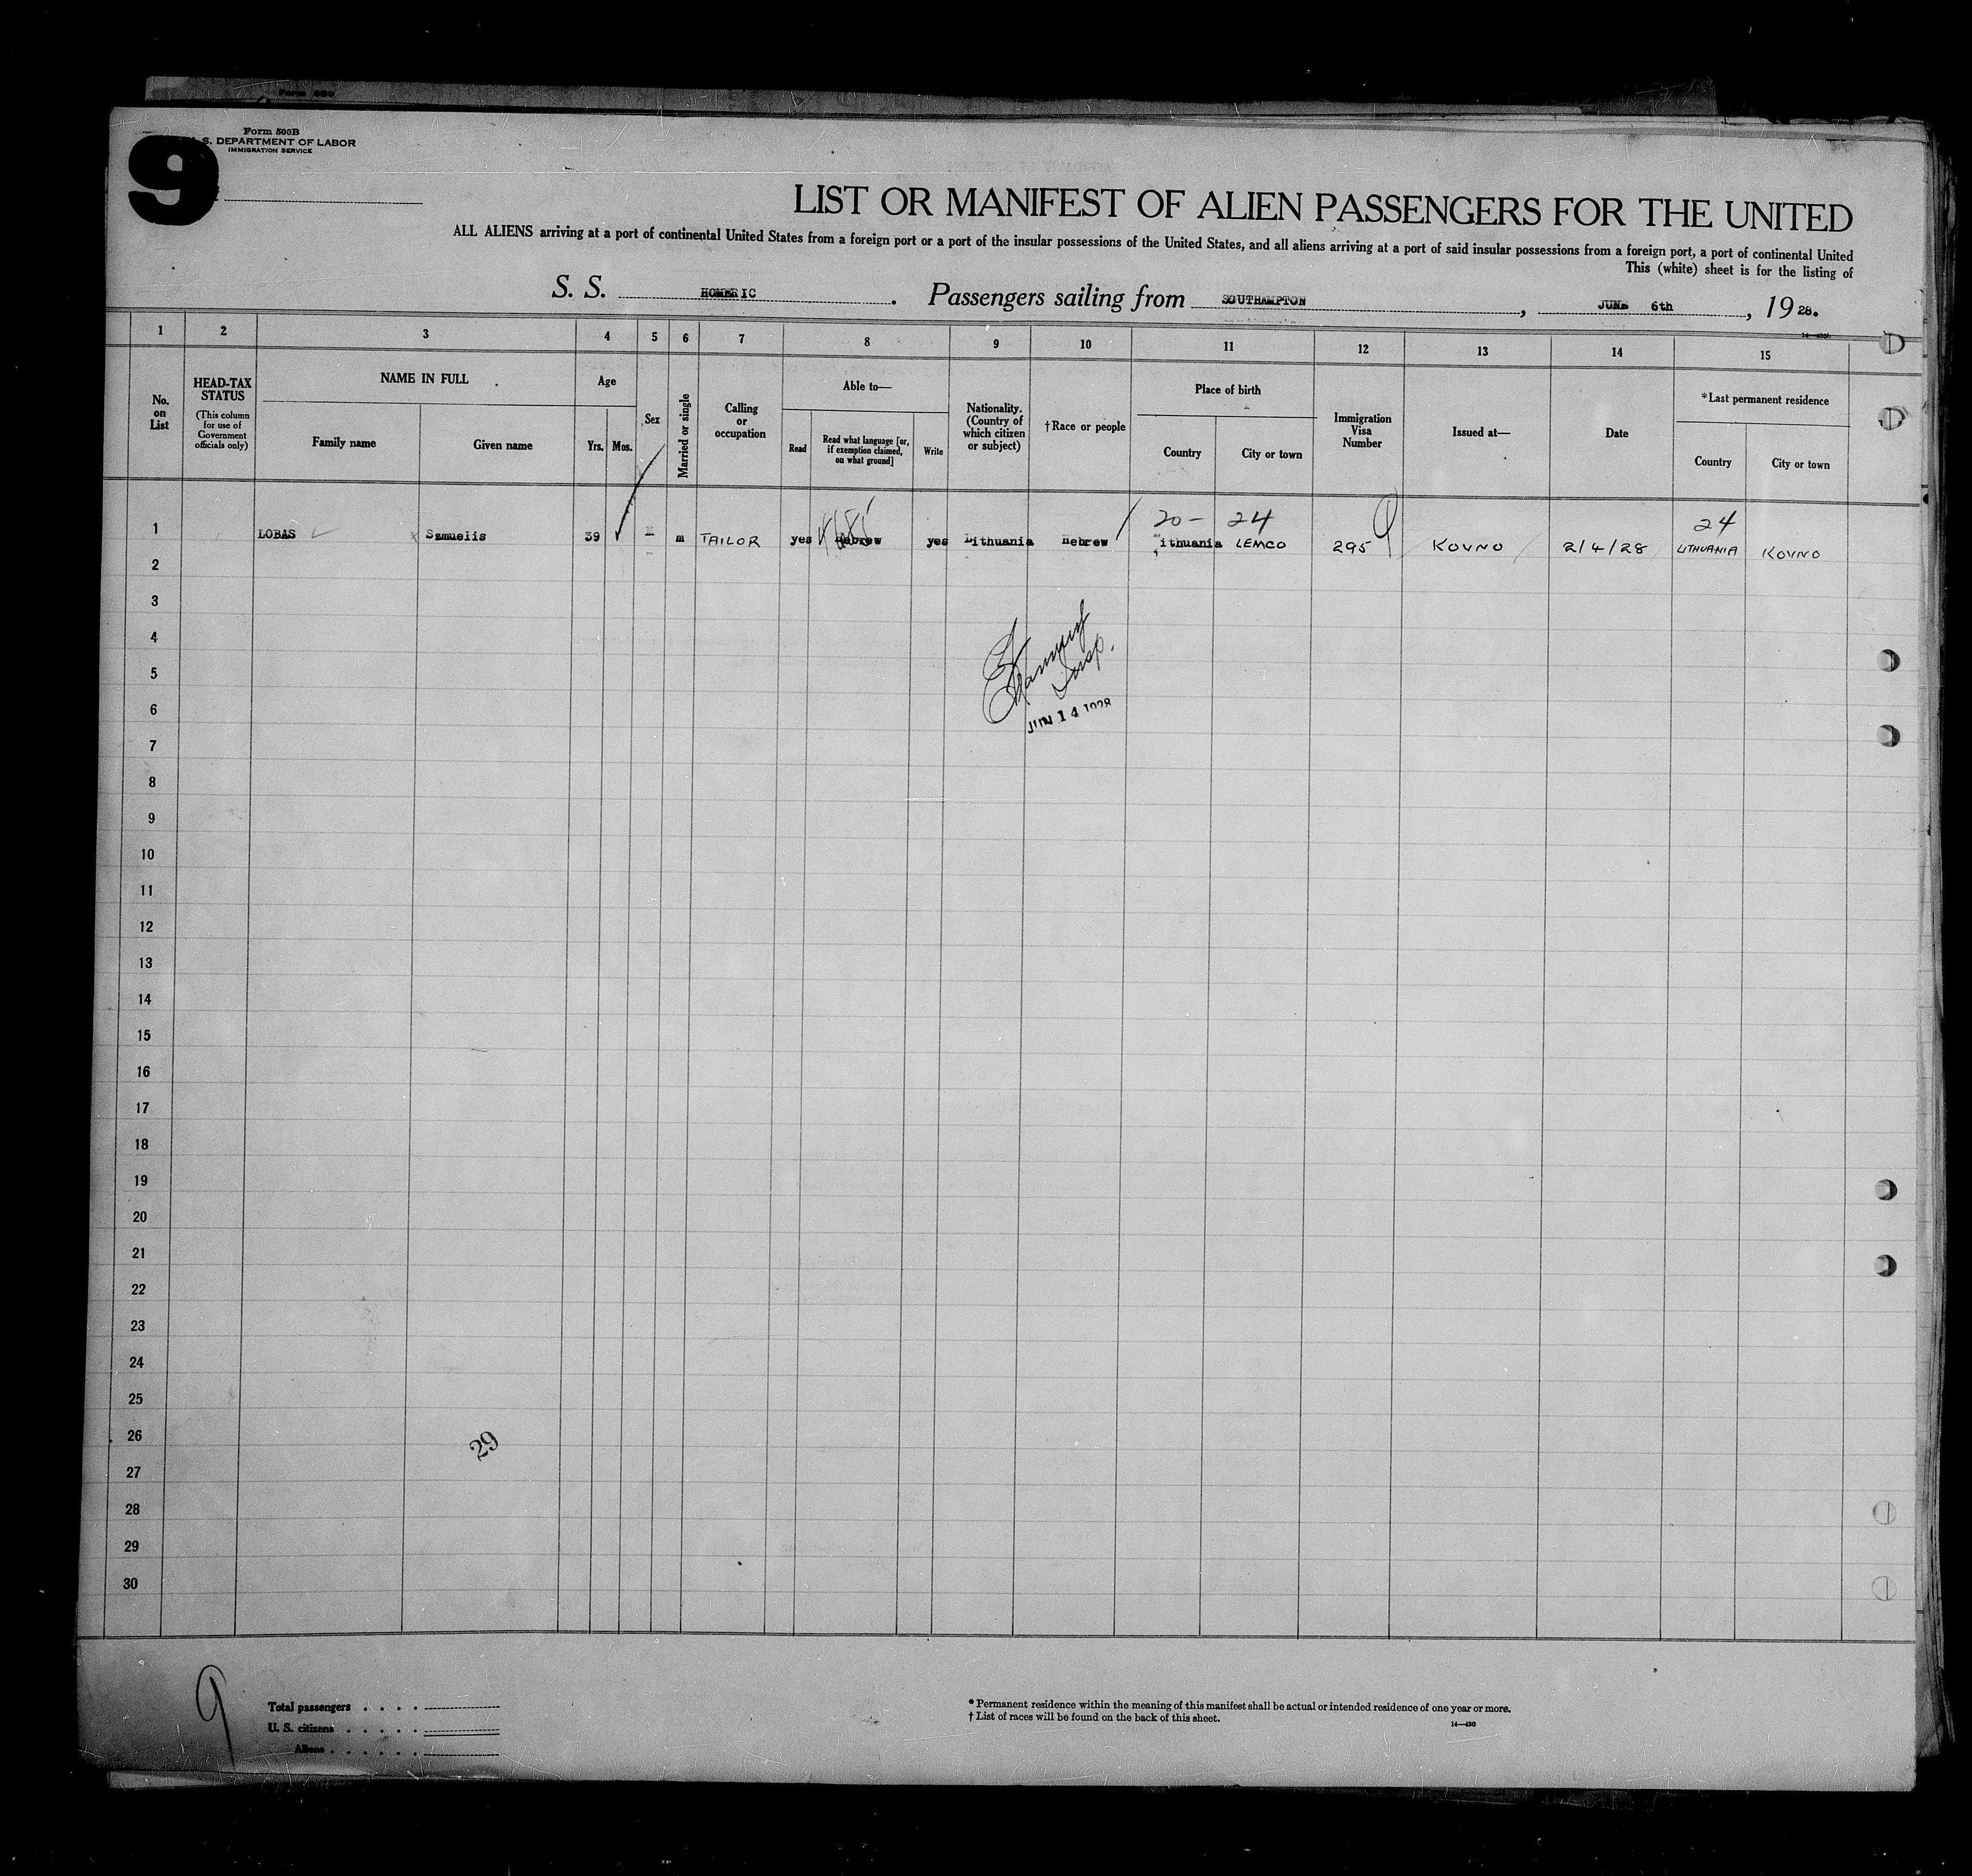 Form 500B
S. DEPARTMENT OF LABOR
IMMIGRATION SERVICE
9
LIST OR MANIFEST OF ALIEN PASSENGERS FOR THE UNITED
ALL ALIENS arriving at a port of continental United States from a foreign port or a port of the insular possessions of the United States, and all aliens arriving at a port of said insular possessions from a foreign port, a port of continental United
This (white) sheet is for the listing of
S. S. HOMERIC. Passengers sailing from SOUTHAMPTON, JUNE 6th, 1928.
1 2 3 4 5 6 7 8 9 10 11 12 13 14 15
No. on List
HEAD-TAX STATUS
(This column for use of Government officials only)
NAME IN FULL
Family name
Given name
Age
Yrs.
Mos.
Sex
Married or single
Calling or occupation
Able to—
Read
Read what language [or, if exemption claimed, on what ground]
Write
Nationality. (Country of which citizen or subject)
†Race or people
Place of birth
Country
City or town
Immigration Visa Number
Issued at—
Date
*Last permanent residence
Country
City or town
20- 24 24
1 LOBAS Szmuelis 39 m TAILOR yes Hebrew yes Lithuania Hebrew ithuania LEMCO 295 KOVNO 2/4/28 LITHUANIA KOVNO
2
3
4
5
Insp.
6
JUN 14 1928
7
8
9
10
11
12
13
14
15
16
17
18
19
20
21
22
23
24
25
26
29
27
28
29
30
9
Total passengers . . . .
U. S. citizens . . . . .
Aliens . . . . . .
* Permanent residence within the meaning of this manifest shall be actual or intended residence of one year or more.
† List of races will be found on the back of this sheet.
14—430